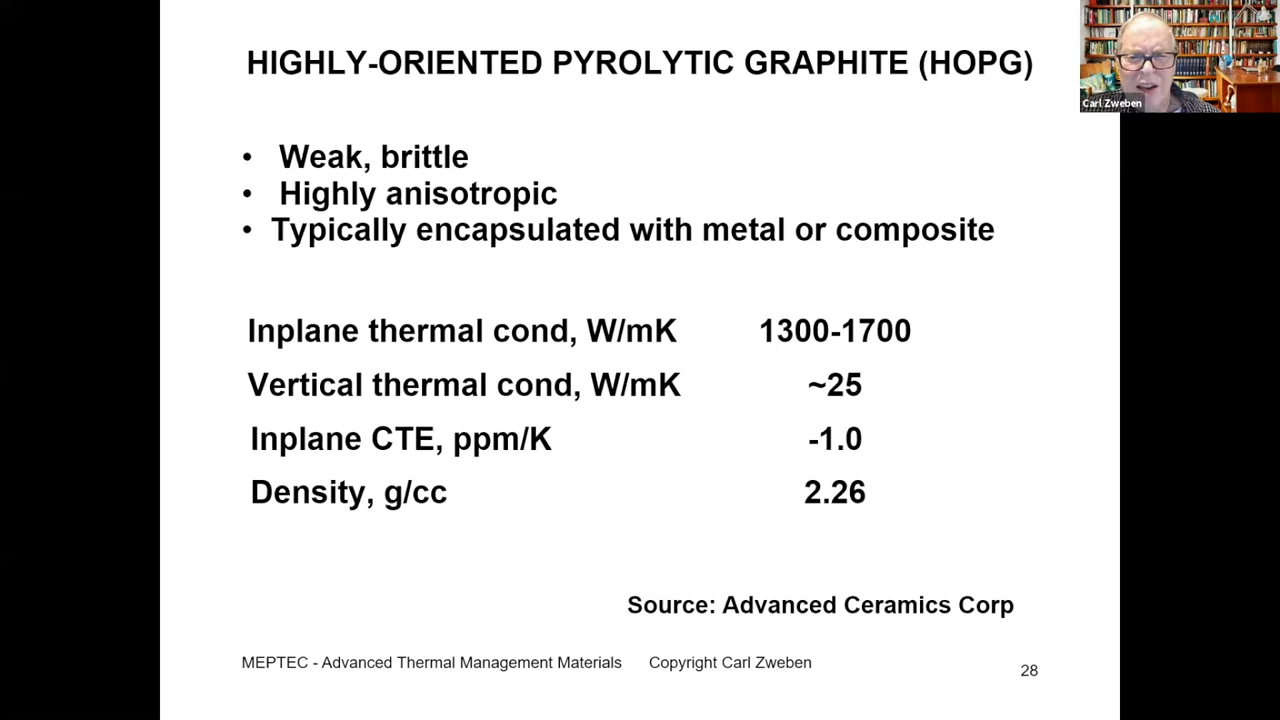 HIGHLY-ORIENTED PYROLYTIC GRAPHITE (HOPG)
Carl Zweben
• Weak, brittle
• Highly anisotropic
• Typically encapsulated with metal or composite
Inplane thermal cond, W/mK 1300-1700
Vertical thermal cond, W/mK ~25
Inplane CTE, ppm/K -1.0
Density, g/cc 2.26
Source: Advanced Ceramics Corp
MEPTEC - Advanced Thermal Management Materials Copyright Carl Zweben
28